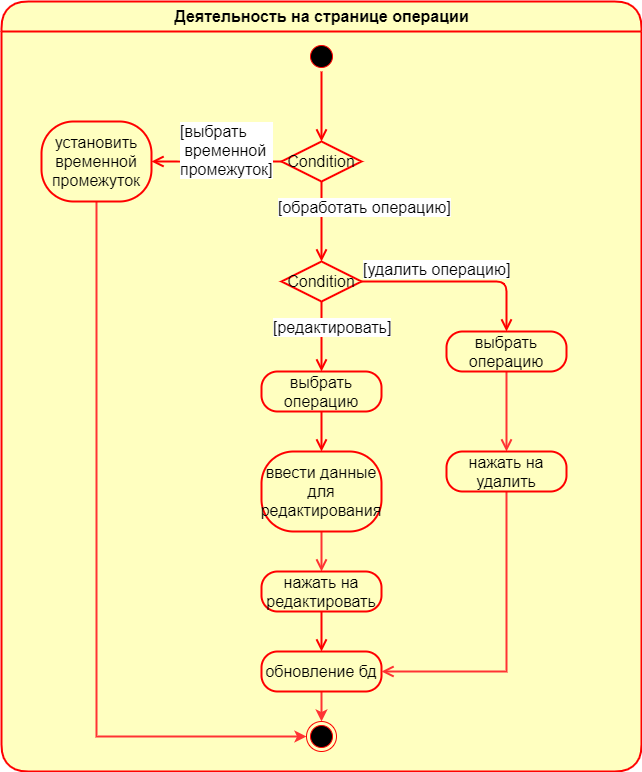 Деятельность на странице операции
[выбрать
временной
промежуток]
установить
временной
промежуток
Condition
[обработать операцию]
Condition
[удалить операцию]
[редактировать]
выбрать
операцию
выбрать
операцию
ввести данные
для
редактирования
нажать на
удалить
нажать на
редактировать
обновление бд